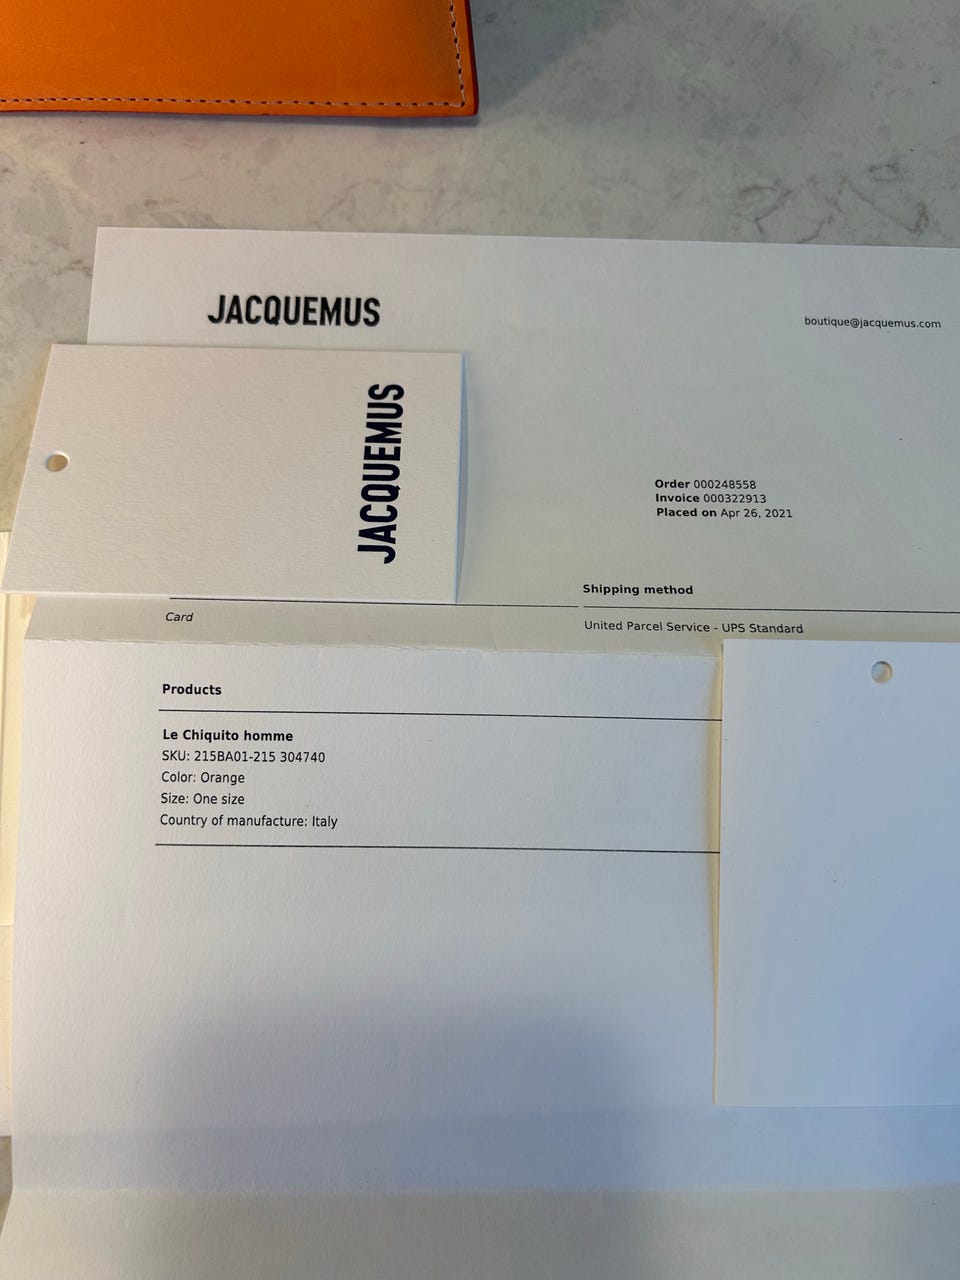 JACQUEMUS
boutique@jacquemus.com
JACQUEMUS
Order 000248558
Invoice 000322913
Placed on Apr 26, 2021
Shipping method
Card
United Parcel Service - UPS Standard
Products
Le Chiquito homme
SKU: 215BA01-215 304740
Color: Orange
Size: One size
Country of manufacture: Italy